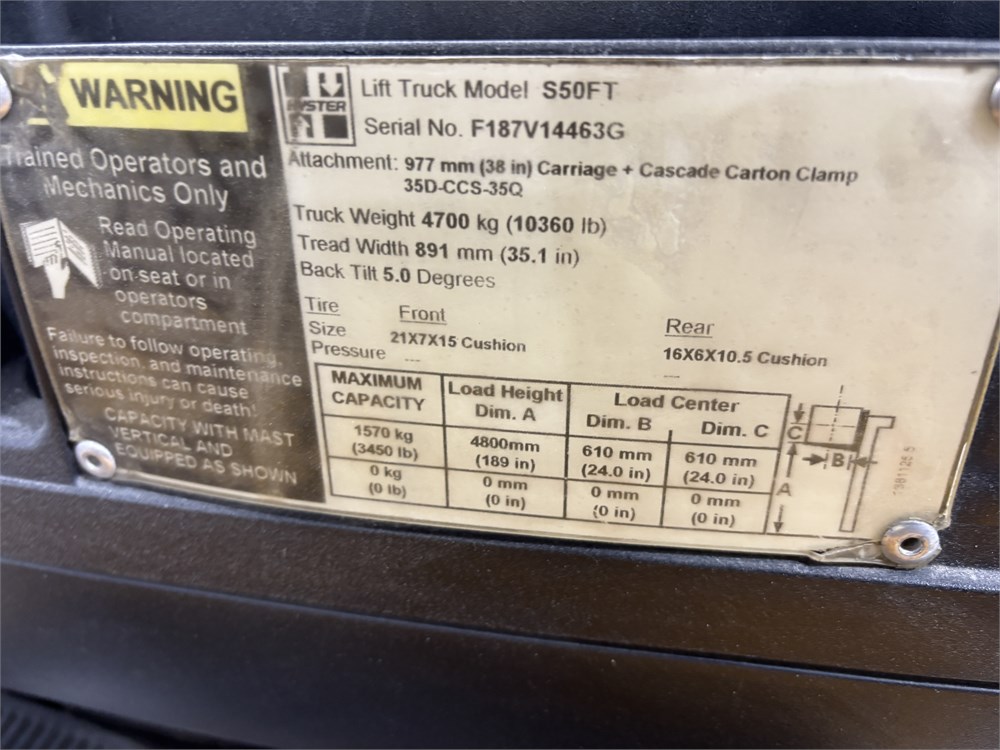 WARNING
Trained Operators and
Mechanics Only
Read Operating
Manual located
on seat or in
operators
compartment
Failure to follow operating,
inspection, and maintenance
instructions can cause
serious injury or death!
CAPACITY WITH MAST
VERTICAL AND
EQUIPPED AS SHOWN
HYSTER
Lift Truck Model S50FT
Serial No. F187V14463G
Attachment: 977 mm (38 in) Carriage + Cascade Carton Clamp
35D-CCS-35Q
Truck Weight 4700 kg (10360 lb)
Tread Width 891 mm (35.1 in)
Back Tilt 5.0 Degrees
Tire Front Rear
Size 21X7X15 Cushion 16X6X10.5 Cushion
Pressure --- ---
MAXIMUM CAPACITY Load Height Dim. A Load Center Dim. B Dim. C
1570 kg (3450 lb) 4800mm (189 in) 610 mm (24.0 in) 610 mm (24.0 in)
0 kg (0 lb) 0 mm (0 in) 0 mm (0 in) 0 mm (0 in)
C
B
A